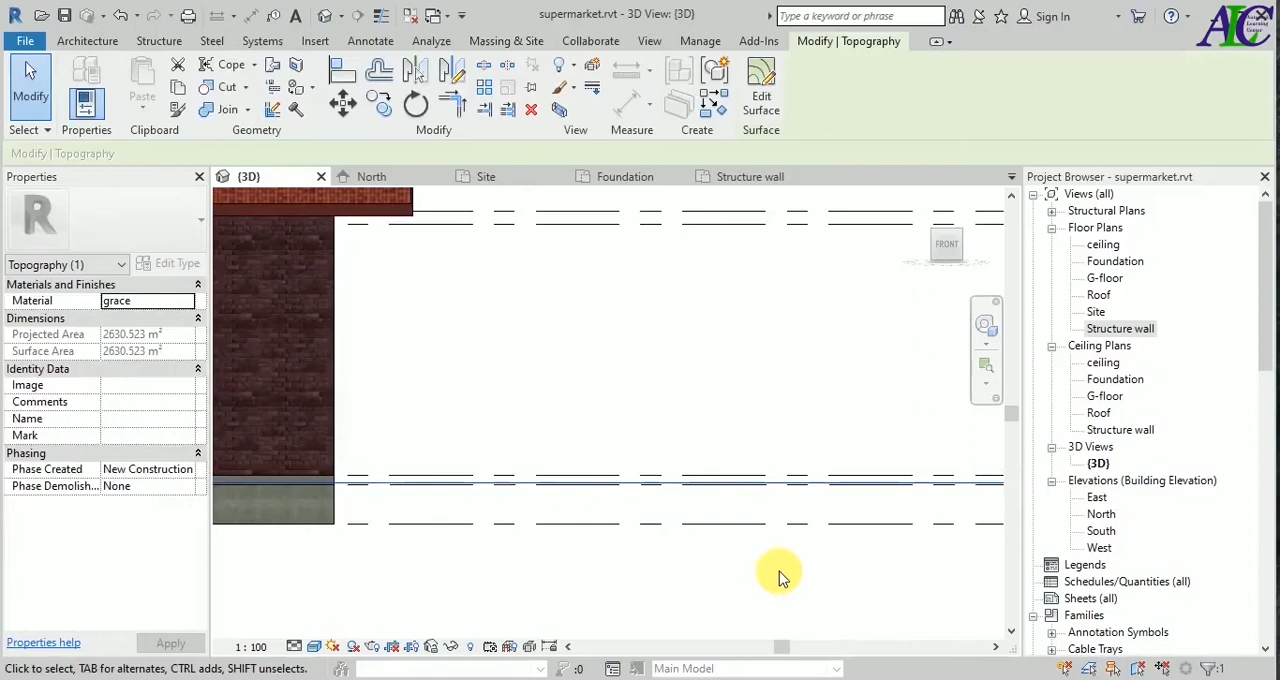 supermarket.rvt - 3D View: {3D}
Type a keyword or phrase
Sign In
ALC
File
Architecture
Structure
Steel
Systems
Insert
Annotate
Analyze
Massing & Site
Collaborate
View
Manage
Add-Ins
Modify | Topography
Modify
Paste
Cope
Cut
Join
Edit
Surface
Select
Properties
Clipboard
Geometry
Modify
View
Measure
Create
Surface
Modify | Topography
Properties
{3D}
North
Site
Foundation
Structure wall
Project Browser - supermarket.rvt
R
Topography (1)
Edit Type
Materials and Finishes
Material grace
Dimensions
Projected Area 2630.523 m²
Surface Area 2630.523 m²
Identity Data
Image
Comments
Name
Mark
Phasing
Phase Created New Construction
Phase Demolish... None
Properties help
Apply
FRONT
1 : 100
Views (all)
Structural Plans
Floor Plans
ceiling
Foundation
G-floor
Roof
Site
Structure wall
Ceiling Plans
ceiling
Foundation
G-floor
Roof
Structure wall
3D Views
{3D}
Elevations (Building Elevation)
East
North
South
West
Legends
Schedules/Quantities (all)
Sheets (all)
Families
Annotation Symbols
Cable Trays
Click to select, TAB for alternates, CTRL adds, SHIFT unselects.
:0
Main Model
:1